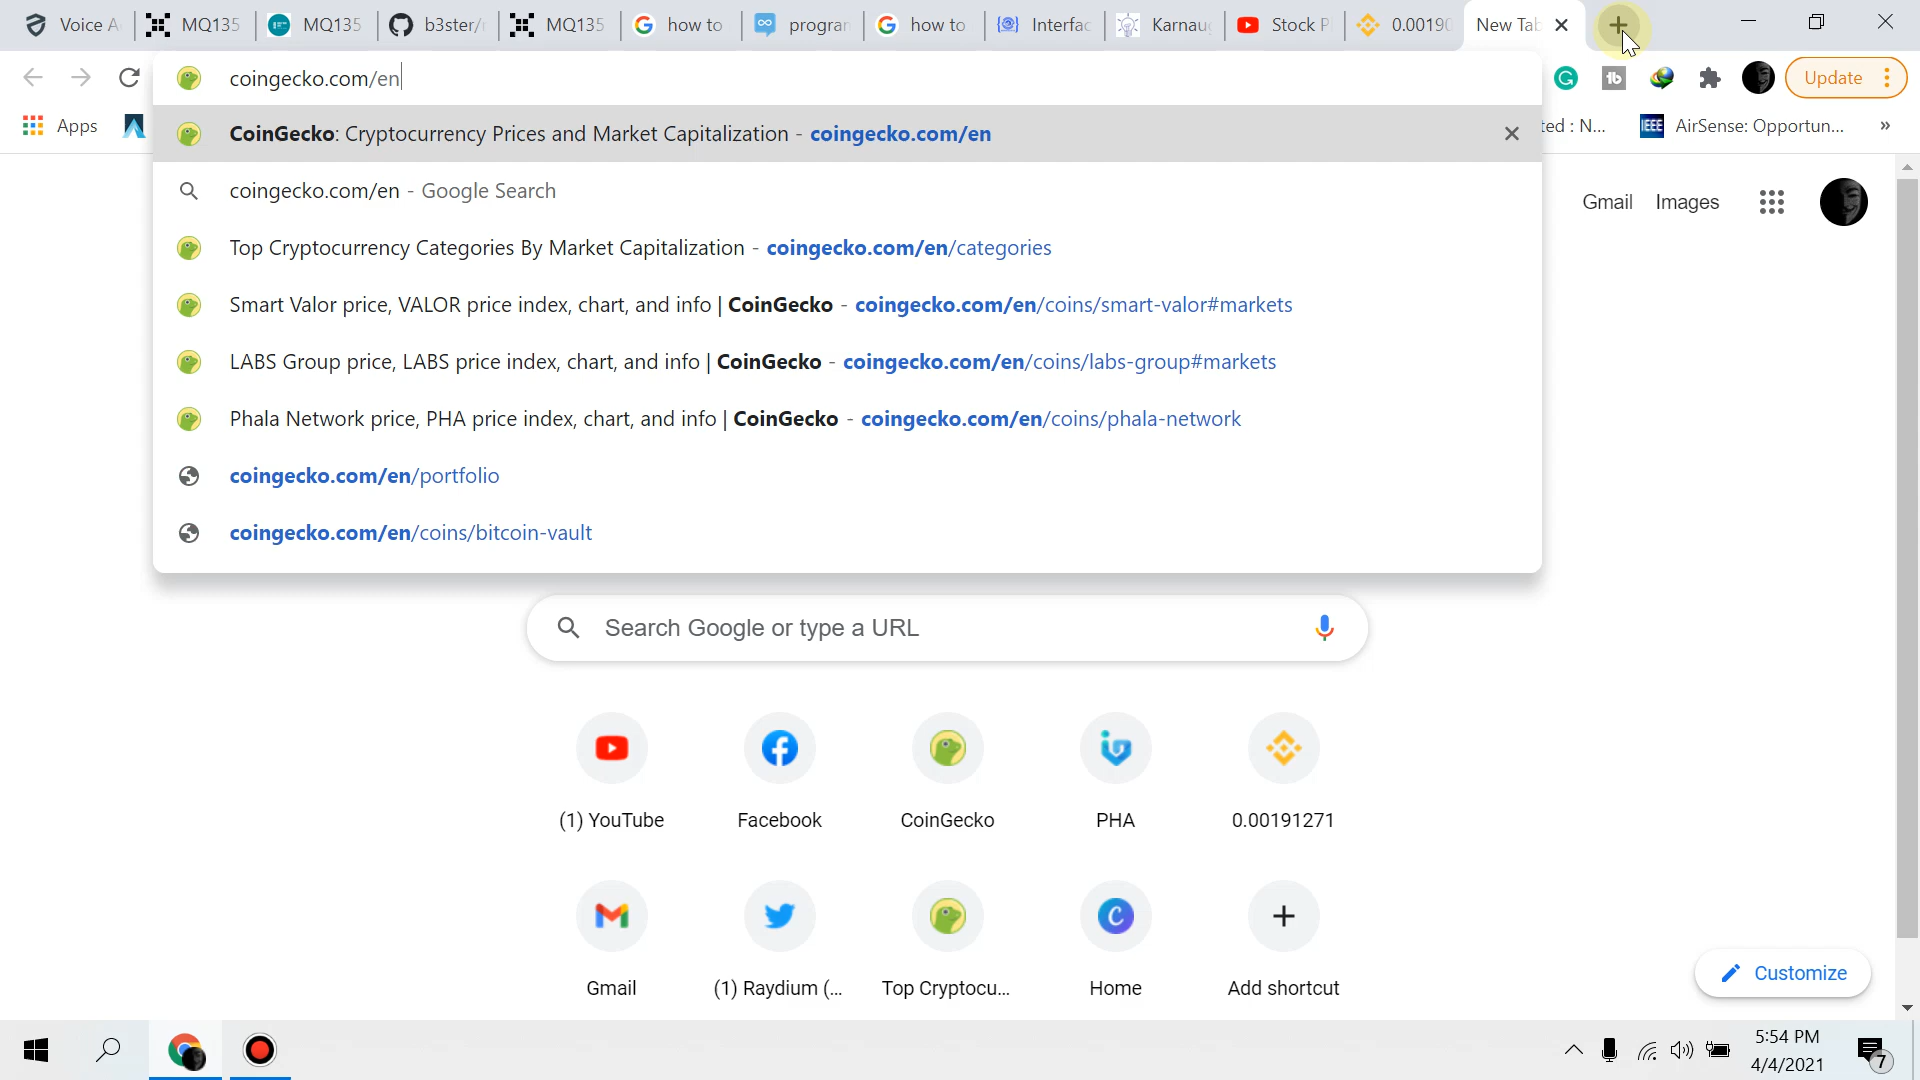 Voice A
MQ135
MQ135
b3ster/
MQ135
how to
program
how to
Interfac
Karnaug
Stock P
0.00190
New Tab
coingecko.com/en
Update
Apps
ted : N...
IEEE
AirSense: Opportun...
»
CoinGecko: Cryptocurrency Prices and Market Capitalization - coingecko.com/en
coingecko.com/en - Google Search
Gmail
Images
Top Cryptocurrency Categories By Market Capitalization - coingecko.com/en/categories
Smart Valor price, VALOR price index, chart, and info | CoinGecko - coingecko.com/en/coins/smart-valor#markets
LABS Group price, LABS price index, chart, and info | CoinGecko - coingecko.com/en/coins/labs-group#markets
Phala Network price, PHA price index, chart, and info | CoinGecko - coingecko.com/en/coins/phala-network
coingecko.com/en/portfolio
coingecko.com/en/coins/bitcoin-vault
Search Google or type a URL
(1) YouTube
Facebook
CoinGecko
PHA
0.00191271
Gmail
(1) Raydium (...
Top Cryptocu...
Home
Add shortcut
Customize
5:54 PM
4/4/2021
7